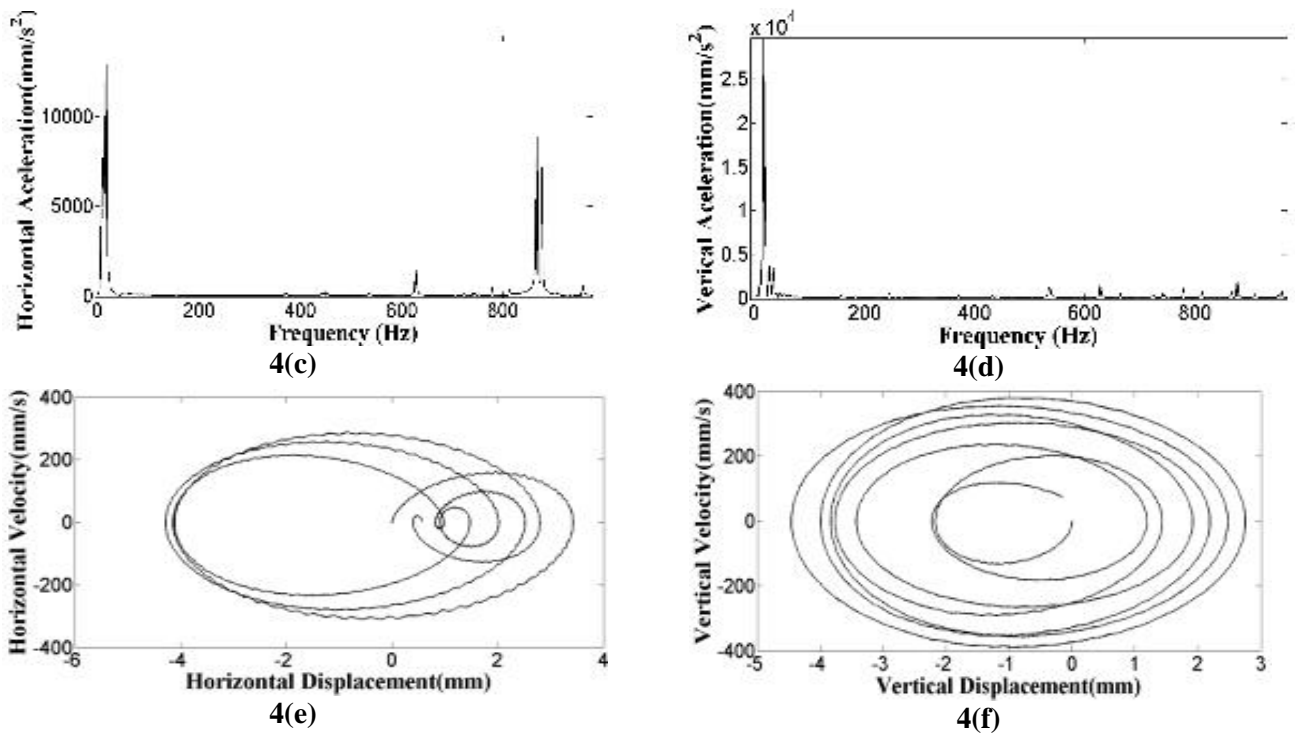 Horizontal Aceleration(mm/s²)
10000
5000
0
0 200 400 600 800
Frequency (Hz)
4(c)
x 10⁴
Verical Aceleration(mm/s²)
2.5
2
1.5
1
0.5
0
0 200 400 600 800
Frequency (Hz)
4(d)
Horizontal Velocity(mm/s)
400
200
0
-200
-400
-6 -4 -2 0 2 4
Horizontal Displacement(mm)
4(e)
Vertical Velocity(mm/s)
400
200
0
-200
-400
-5 -4 -3 -2 -1 0 1 2 3
Vertical Displacement(mm)
4(f)